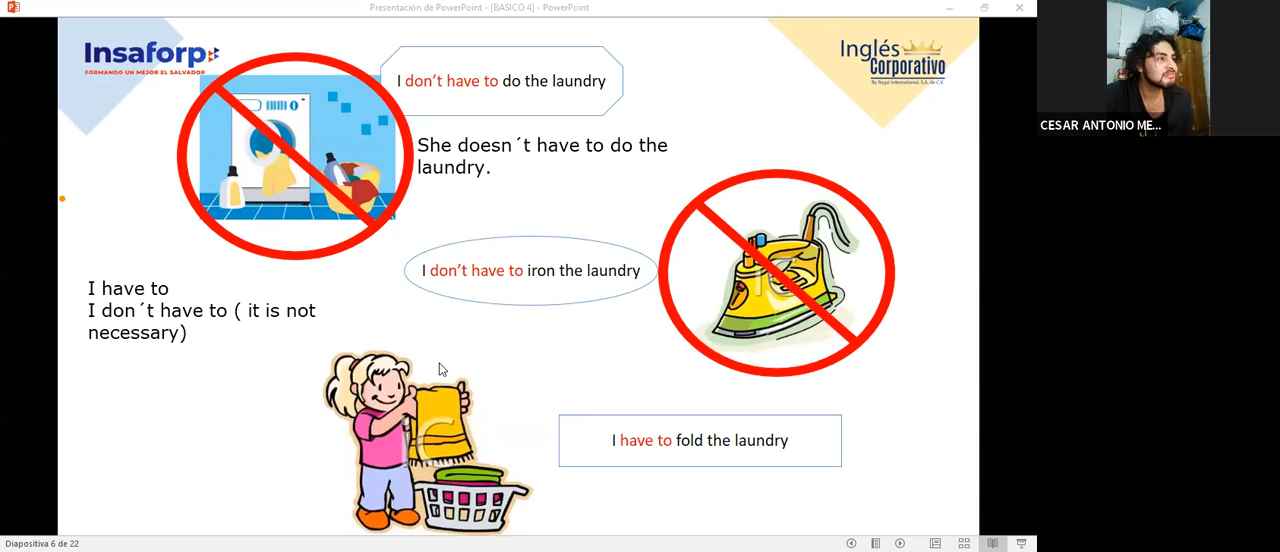 Presentación de PowerPoint - [BASICO 4] - PowerPoint
Insaforp
FORMANDO UN MEJOR EL SALVADOR
I don't have to do the laundry
Inglés
Corporativo
By Regal International, S.A. de C.V.
CESAR ANTONIO ME...
She doesn´t have to do the
laundry.
I don't have to iron the laundry
I have to
I don´t have to ( it is not
necessary)
I have to fold the laundry
Diapositiva 6 de 22